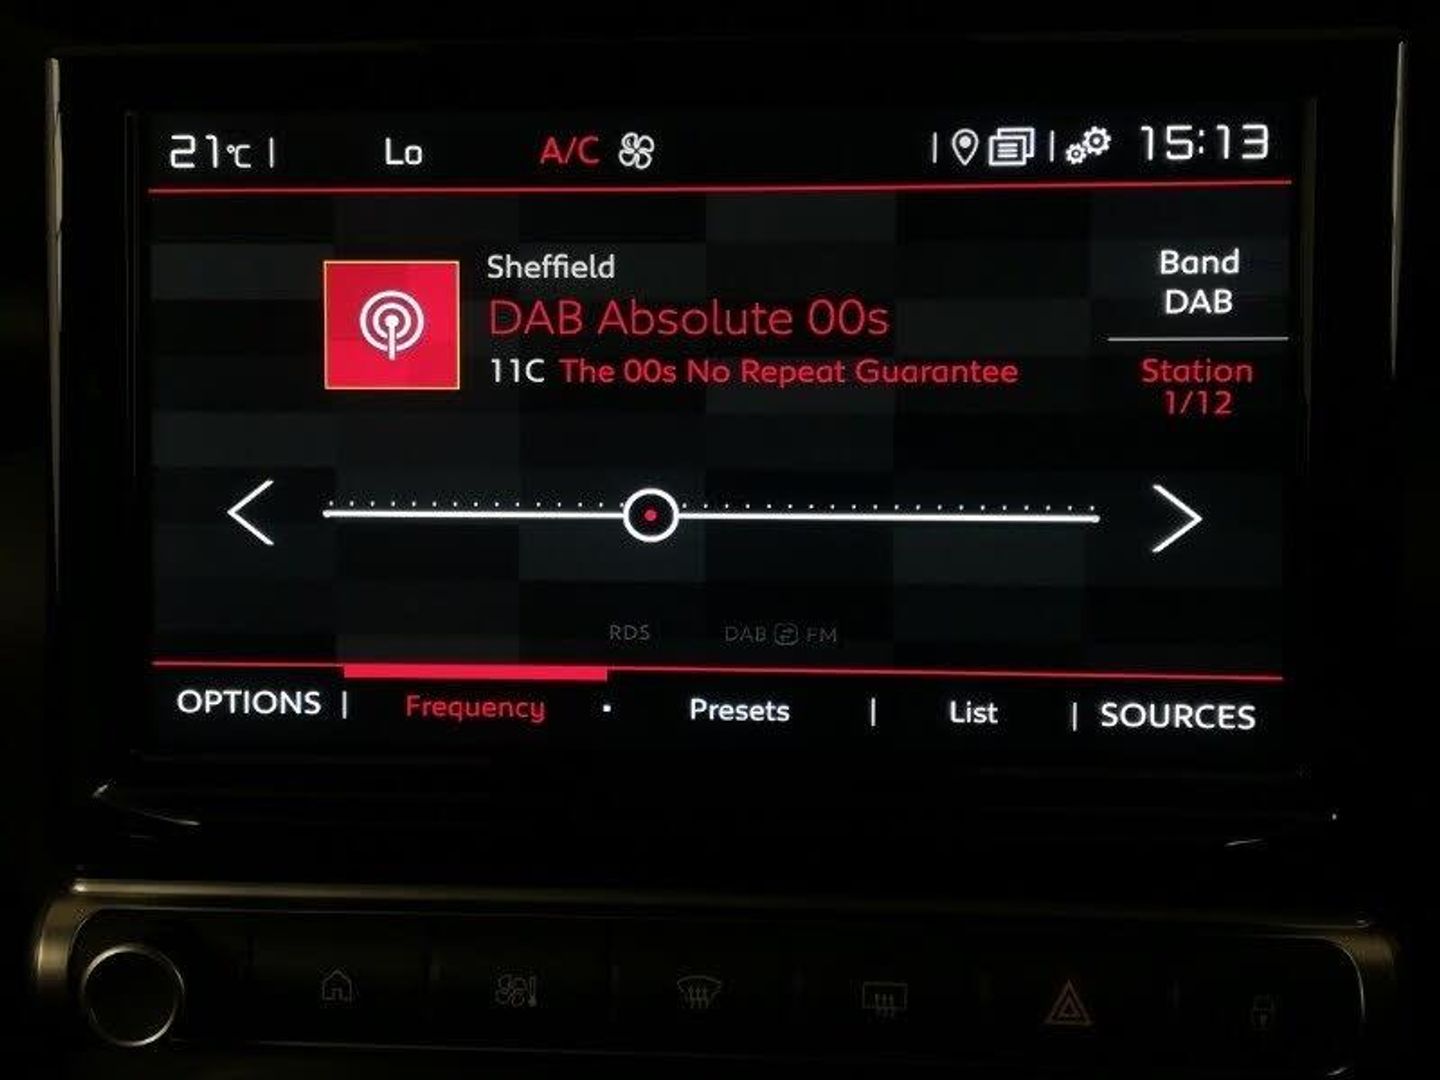 21°C | Lo A/C | | 15:13
Sheffield
DAB Absolute 00s
11C The 00s No Repeat Guarantee
Band
DAB
Station
1/12
RDS DAB FM
OPTIONS | Frequency · Presets | List | SOURCES